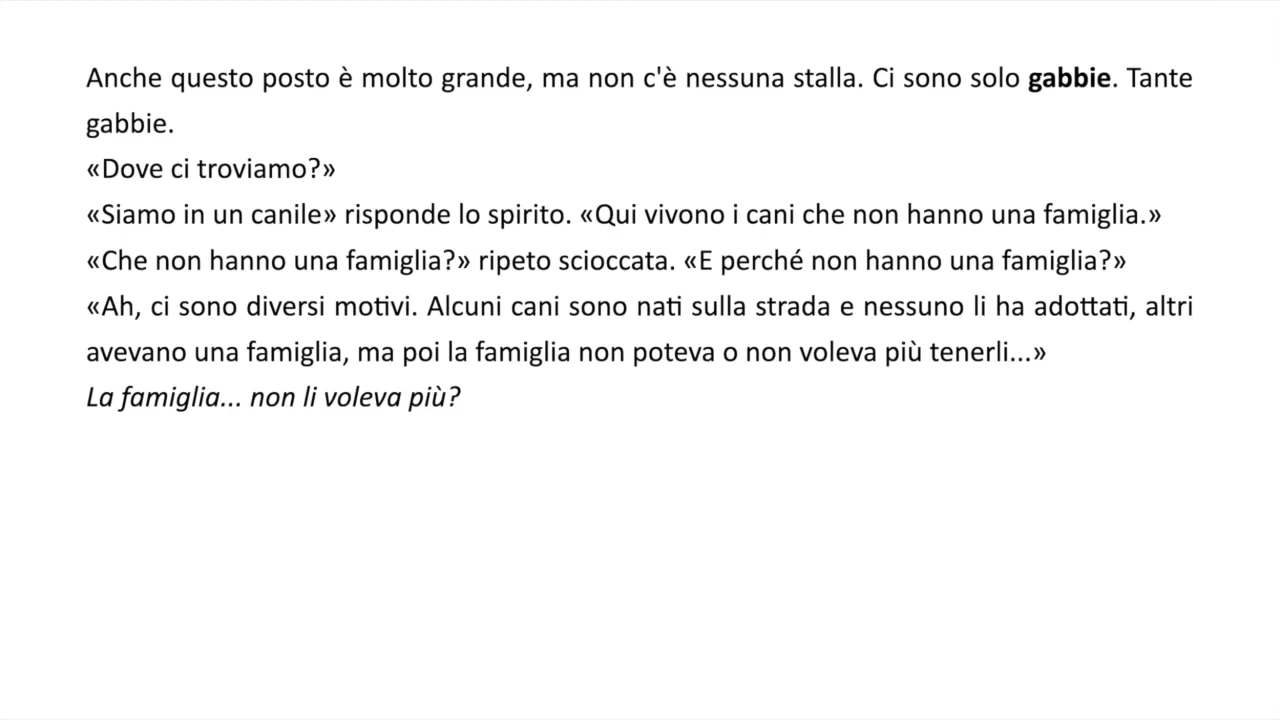 Anche questo posto è molto grande, ma non c'è nessuna stalla. Ci sono solo gabbie. Tante
gabbie.
«Dove ci troviamo?»
«Siamo in un canile» risponde lo spirito. «Qui vivono i cani che non hanno una famiglia.»
«Che non hanno una famiglia?» ripeto scioccata. «E perché non hanno una famiglia?»
«Ah, ci sono diversi motivi. Alcuni cani sono nati sulla strada e nessuno li ha adottati, altri
avevano una famiglia, ma poi la famiglia non poteva o non voleva più tenerli...»
La famiglia... non li voleva più?